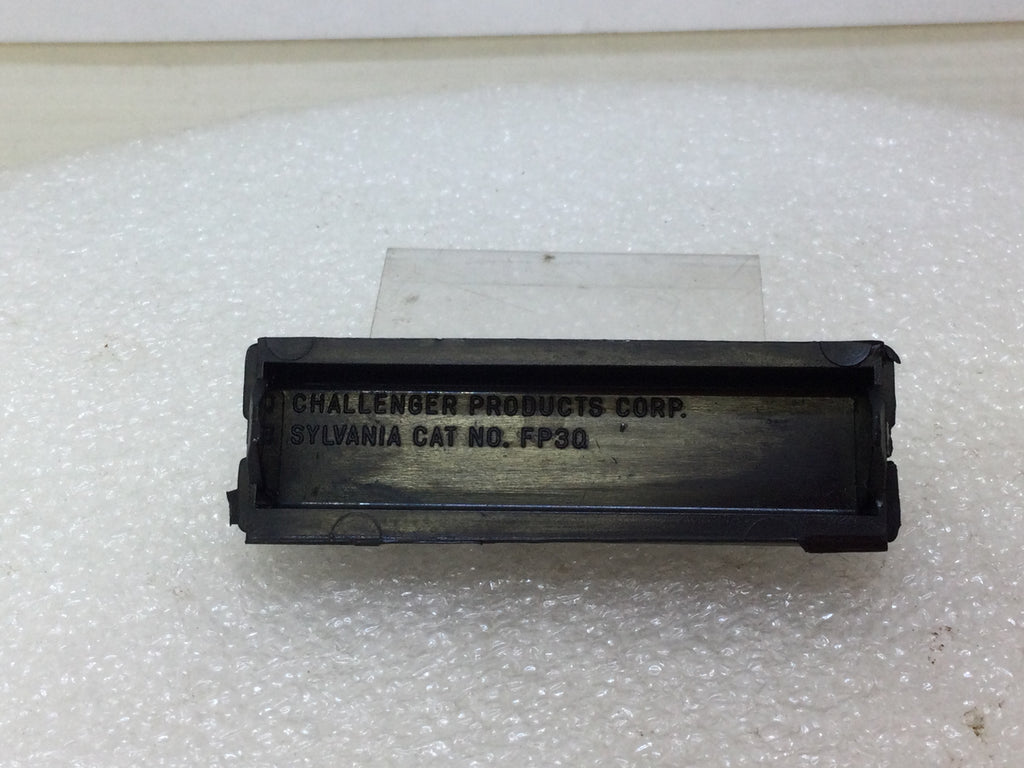 CHALLENGER PRODUCTS CORP.
SYLVANIA CAT NO. FP3Q